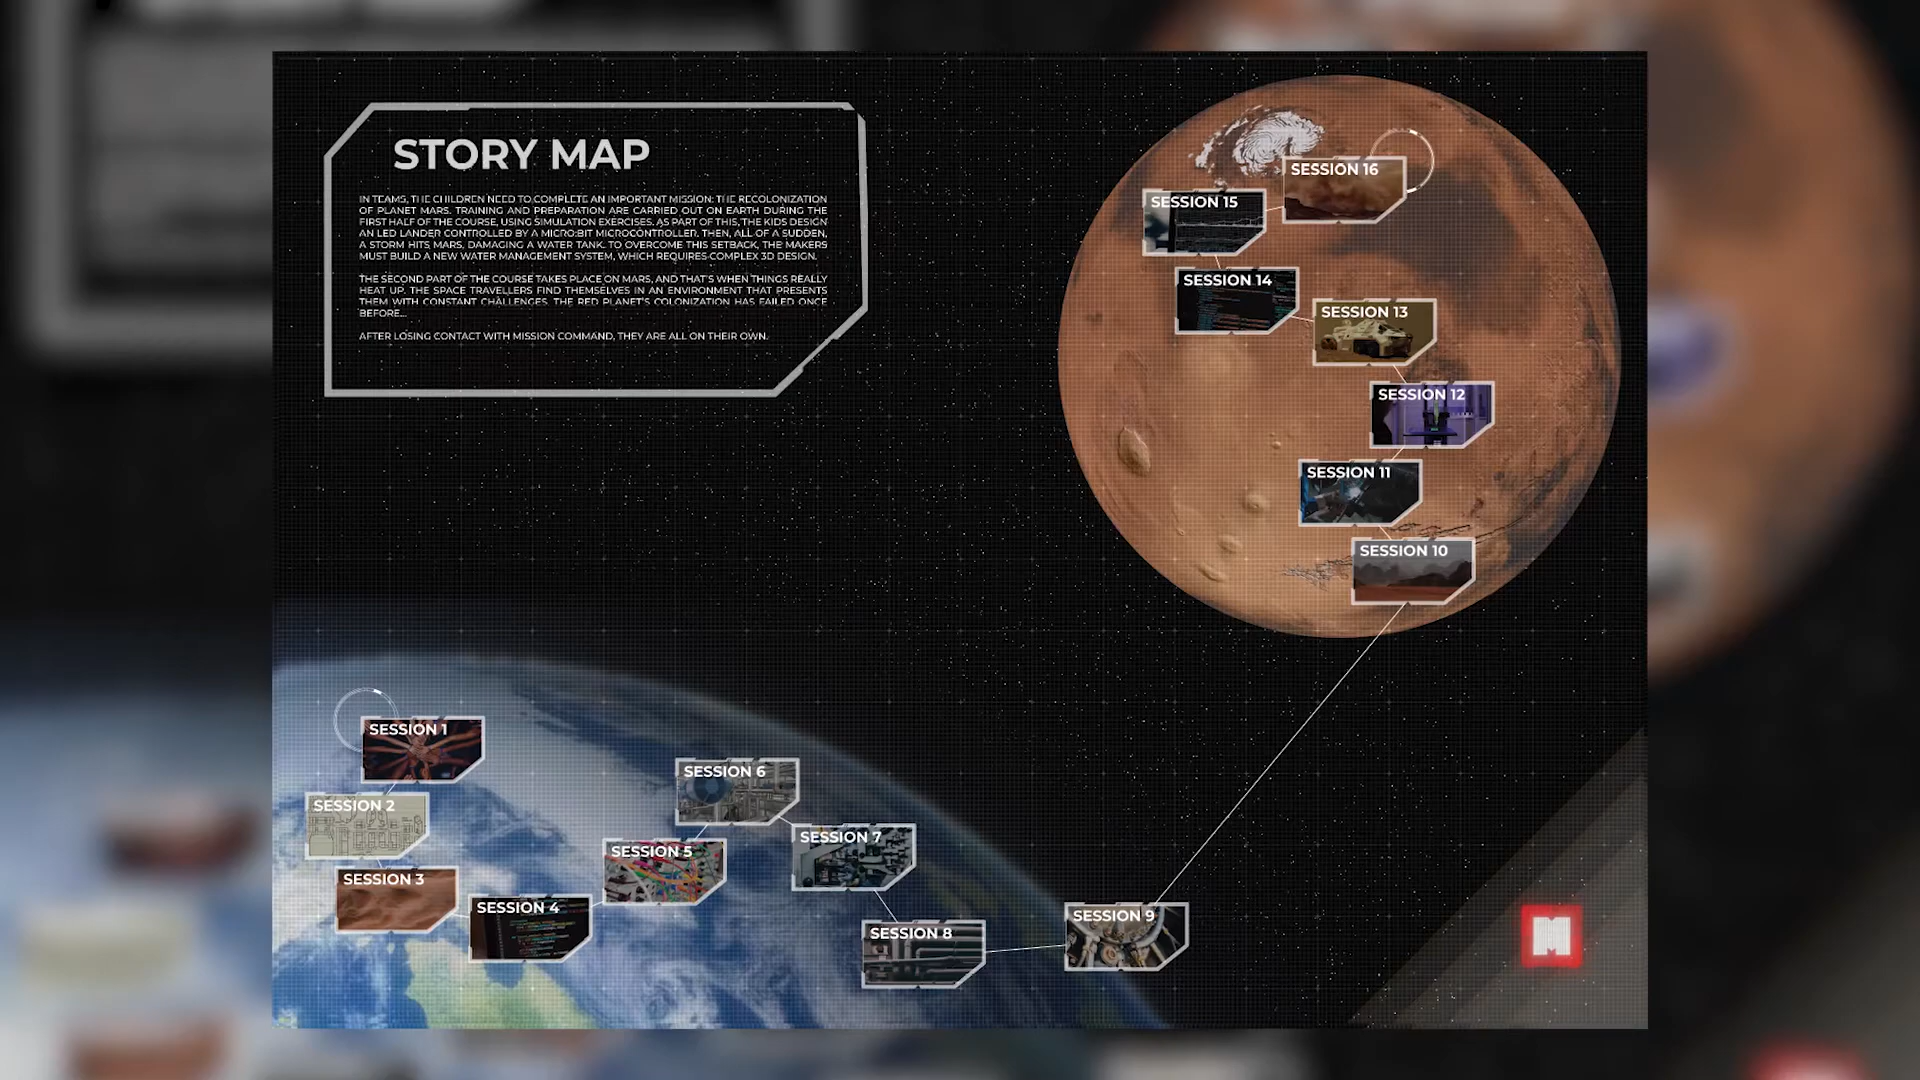 STORY MAP
IN TEAMS, THE CHILDREN NEED TO COMPLETE AN IMPORTANT MISSION: THE RECOLONIZATION
OF PLANET MARS. TRAINING AND PREPARATION ARE CARRIED OUT ON EARTH DURING THE
FIRST HALF OF THE COURSE, USING SIMULATION EXERCISES. AS PART OF THIS, THE KIDS DESIGN
AN LED LANDER CONTROLLED BY A MICRO:BIT MICROCONTROLLER. THEN, ALL OF A SUDDEN,
A STORM HITS MARS, DAMAGING A WATER TANK. TO OVERCOME THIS SETBACK, THE MAKERS
MUST BUILD A NEW WATER MANAGEMENT SYSTEM, WHICH REQUIRES COMPLEX 3D DESIGN.
THE SECOND PART OF THE COURSE TAKES PLACE ON MARS, AND THAT'S WHEN THINGS REALLY
HEAT UP. THE SPACE TRAVELLERS FIND THEMSELVES IN AN ENVIRONMENT THAT PRESENTS
THEM WITH CONSTANT CHALLENGES. THE RED PLANET'S COLONIZATION HAS FAILED ONCE
BEFORE...
AFTER LOSING CONTACT WITH MISSION COMMAND, THEY ARE ALL ON THEIR OWN.
SESSION 16
SESSION 15
SESSION 14
SESSION 13
SESSION 12
SESSION 11
SESSION 10
SESSION 1
SESSION 2
SESSION 3
SESSION 4
SESSION 5
SESSION 6
SESSION 7
SESSION 8
SESSION 9
M